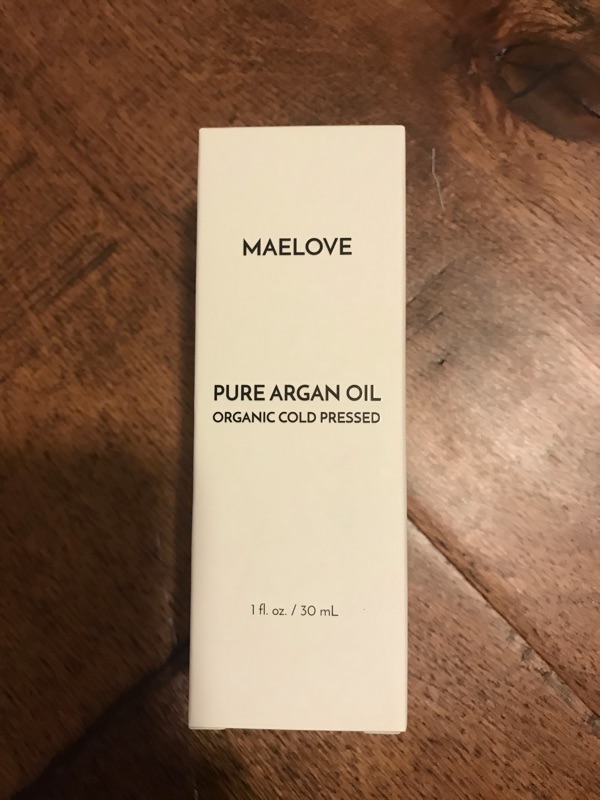 MAELOVE
PURE ARGAN OIL
ORGANIC COLD PRESSED
1 fl. oz. / 30 mL